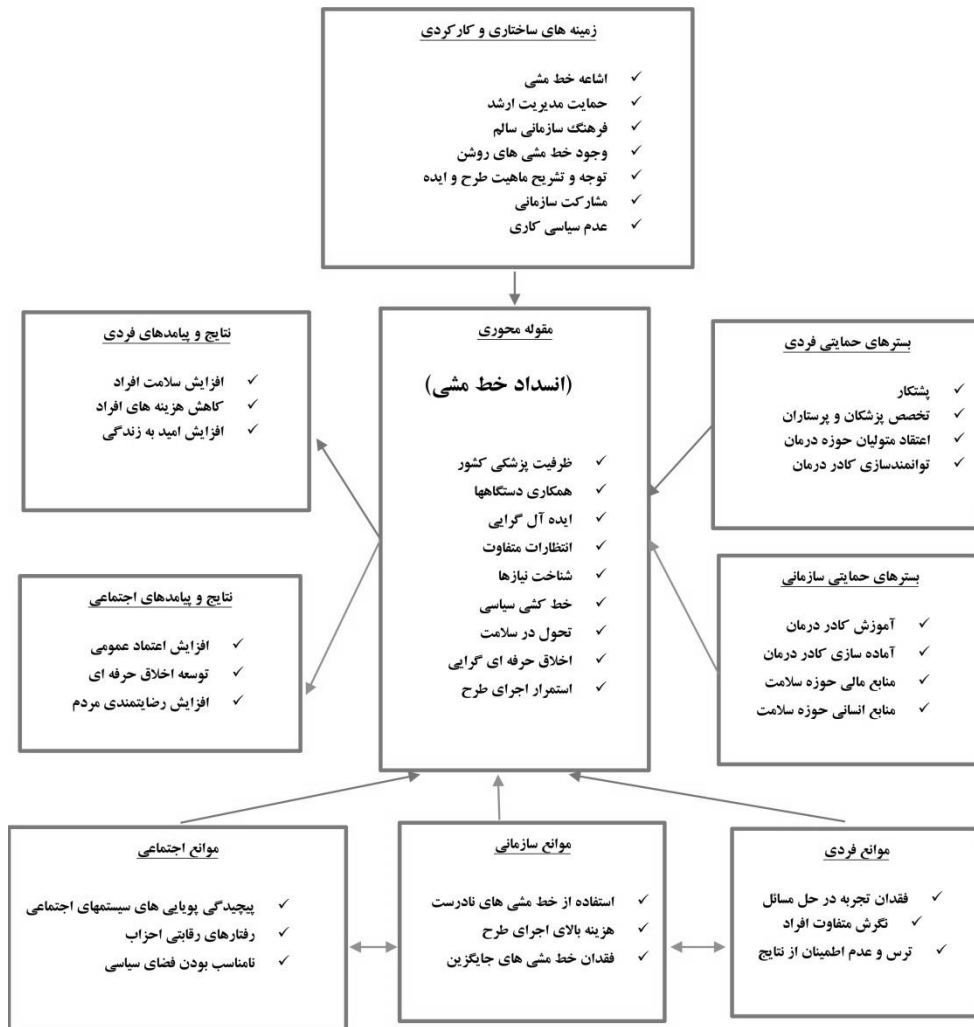 زمینه های ساختاری و کارکردی
✓ اشاعه خط مشی
✓ حمایت مدیریت ارشد
✓ فرهنگ سازمانی سالم
✓ وجود خط مشی های روشن
✓ توجه و تشریح ماهیت طرح و ایده
✓ مشارکت سازمانی
✓ عدم سیاسی کاری
بسترهای حمایتی فردی
✓ پشتکار
✓ تخصص پزشکان و پرستاران
✓ اعتقاد متولیان حوزه درمان
✓ توانمندسازی کادر درمان
بسترهای حمایتی سازمانی
✓ آموزش کادر درمان
✓ آماده سازی کادر درمان
✓ منابع مالی حوزه سلامت
✓ منابع انسانی حوزه سلامت
مقوله محوری
(انسداد خط مشی)
✓ ظرفیت پزشکی کشور
✓ همکاری دستگاهها
✓ ایده آل گرایی
✓ انتظارات متفاوت
✓ شناخت نیازها
✓ خط کشی سیاسی
✓ تحول در سلامت
✓ اخلاق حرفه ای گرایی
✓ استمرار اجرای طرح
نتایج و پیامدهای فردی
✓ افزایش سلامت افراد
✓ کاهش هزینه های افراد
✓ افزایش امید به زندگی
نتایج و پیامدهای اجتماعی
✓ افزایش اعتماد عمومی
✓ توسعه اخلاق حرفه ای
✓ افزایش رضایتمندی مردم
موانع فردی
✓ فقدان تجربه در حل مسائل
✓ نگرش متفاوت افراد
✓ ترس و عدم اطمینان از نتایج
موانع سازمانی
✓ استفاده از خط مشی های نادرست
✓ هزینه بالای اجرای طرح
✓ فقدان خط مشی های جایگزین
موانع اجتماعی
✓ پیچیدگی پویایی های سیستمهای اجتماعی
✓ رفتارهای رقابتی احزاب
✓ نامناسب بودن فضای سیاسی